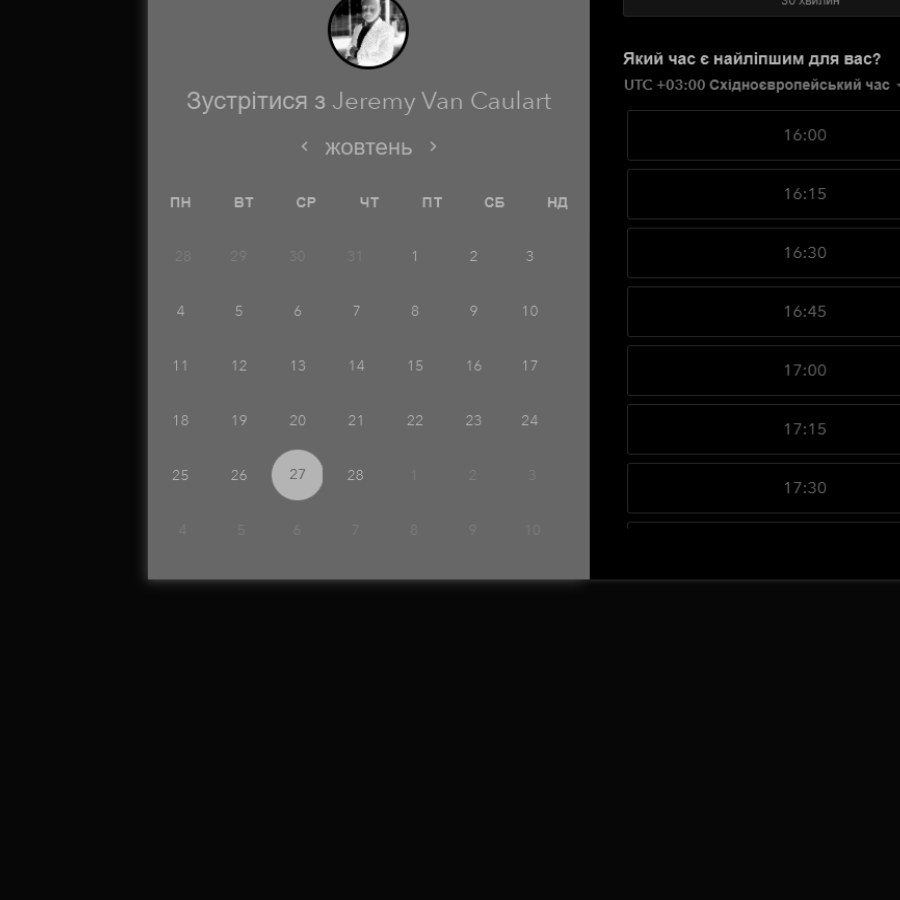 Зустрітися з Jeremy Van Caulart
жовтень
ПН ВТ СР ЧТ ПТ СБ НД
28 29 30 31 1 2 3
4 5 6 7 8 9 10
11 12 13 14 15 16 17
18 19 20 21 22 23 24
25 26 27 28 1 2 3
4 5 6 7 8 9 10
30 хвилин
Який час є найліпшим для вас?
UTC +03:00 Східноєвропейський час
16:00
16:15
16:30
16:45
17:00
17:15
17:30